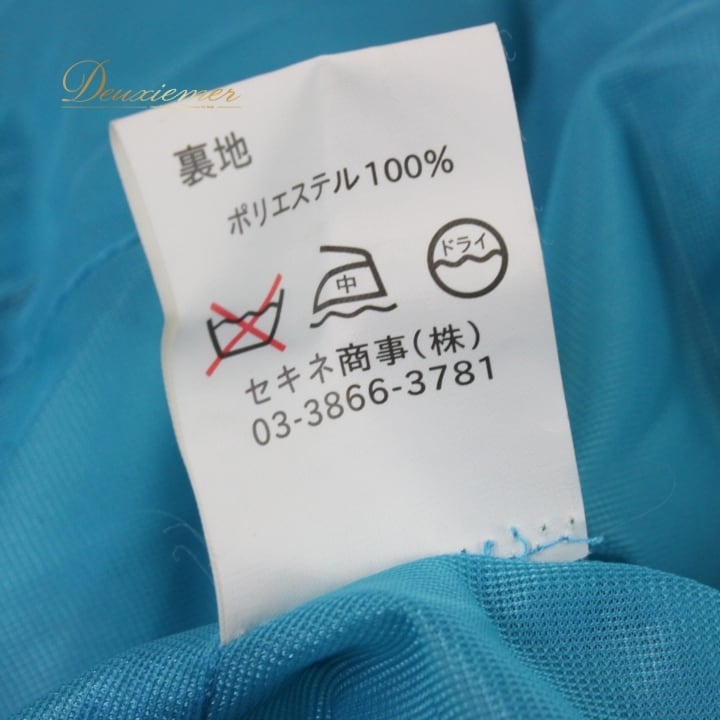 Deuxiemer
裏地
ポリエステル100%
中
ドライ
セキネ商事(株)
03-3866-3781